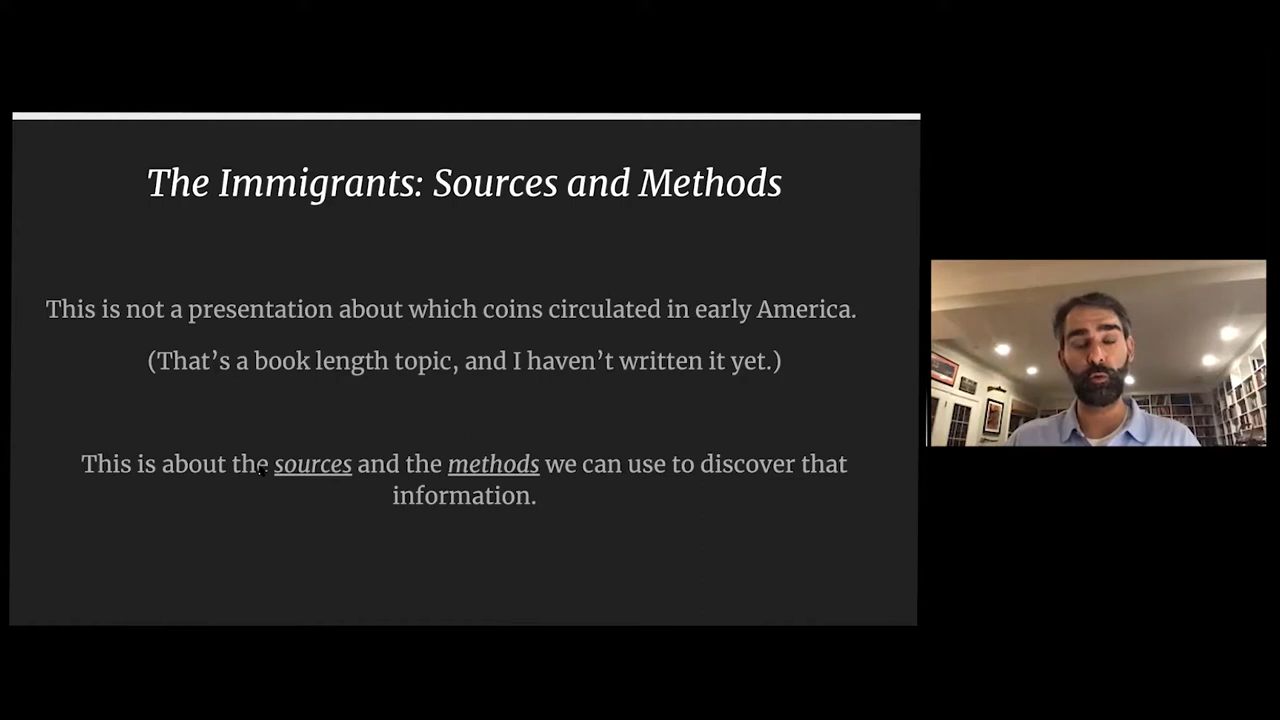 The Immigrants: Sources and Methods
This is not a presentation about which coins circulated in early America.
(That’s a book length topic, and I haven’t written it yet.)
This is about the sources and the methods we can use to discover that
information.